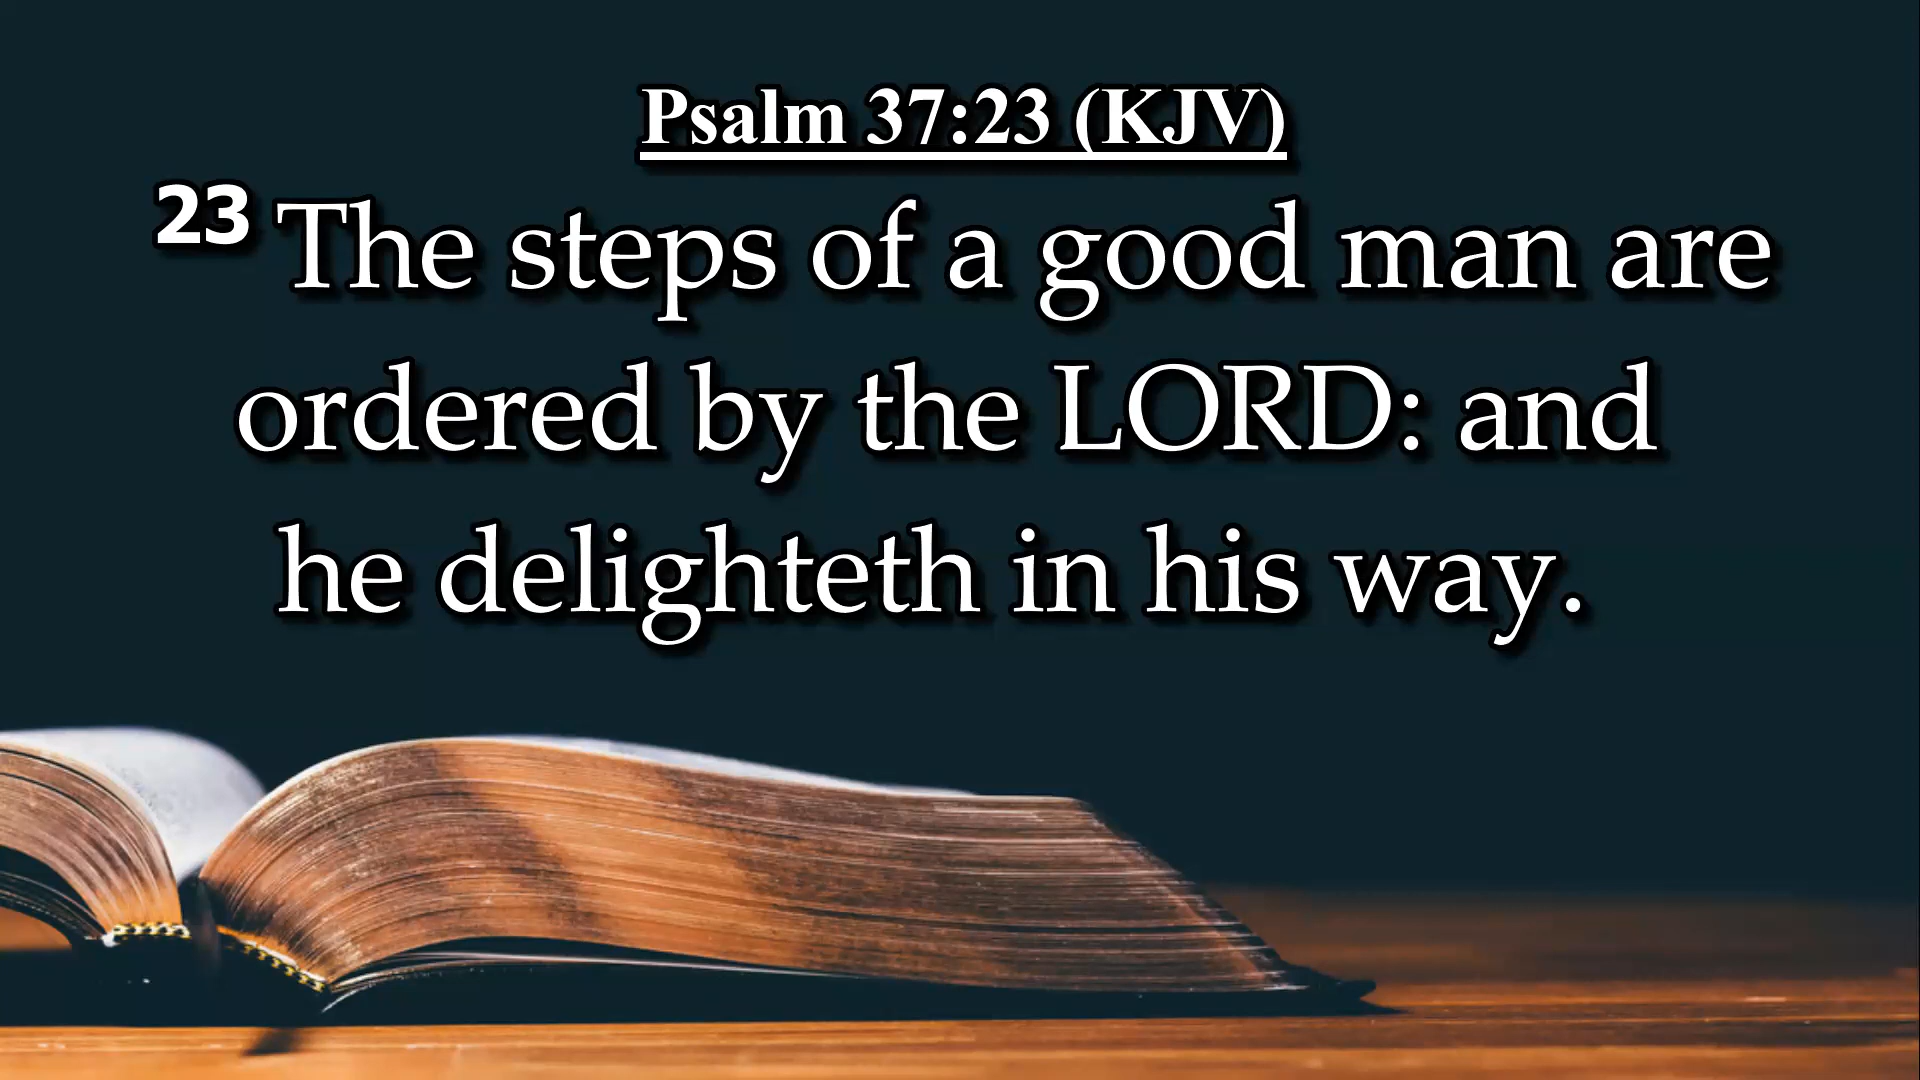 Psalm 37:23 (KJV)
23 The steps of a good man are
ordered by the LORD: and
he delighteth in his way.